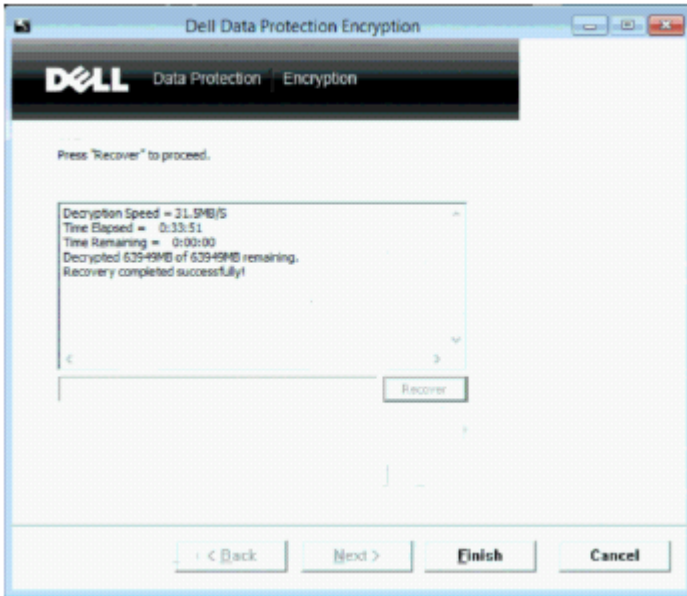 Dell Data Protection Encryption
DELL Data Protection Encryption
Press "Recover" to proceed.
Decryption Speed = 31.5MB/S
Time Elapsed = 0:33:51
Time Remaining = 0:00:00
Decrypted 63949MB of 63949MB remaining.
Recovery completed successfully!
Recover
< Back Next > Finish Cancel